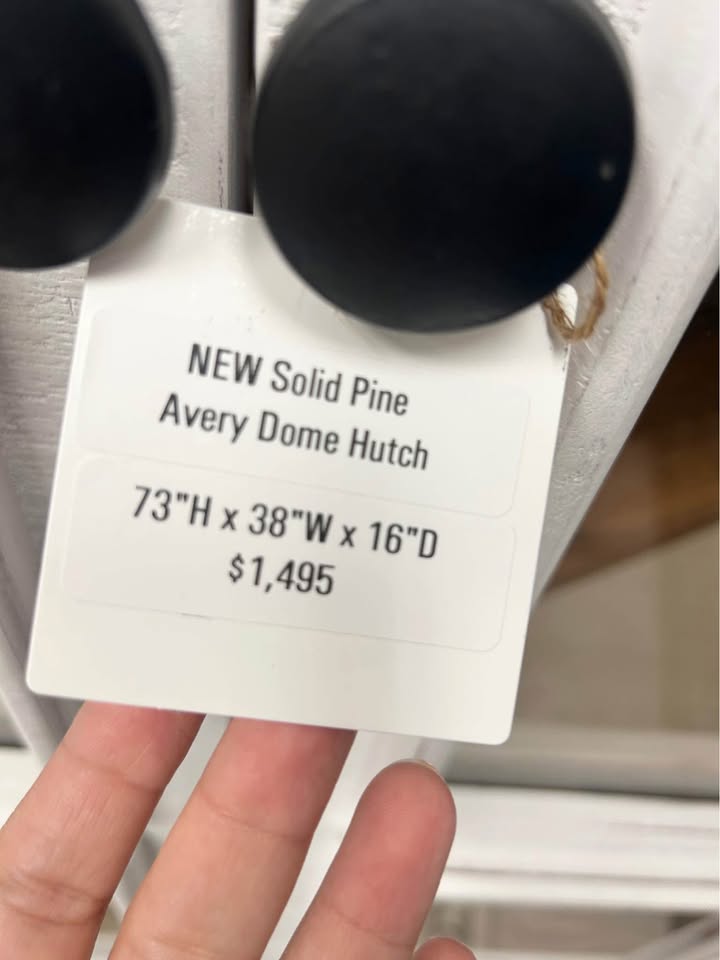 NEW Solid Pine
Avery Dome Hutch
73"H x 38"W x 16"D
$1,495